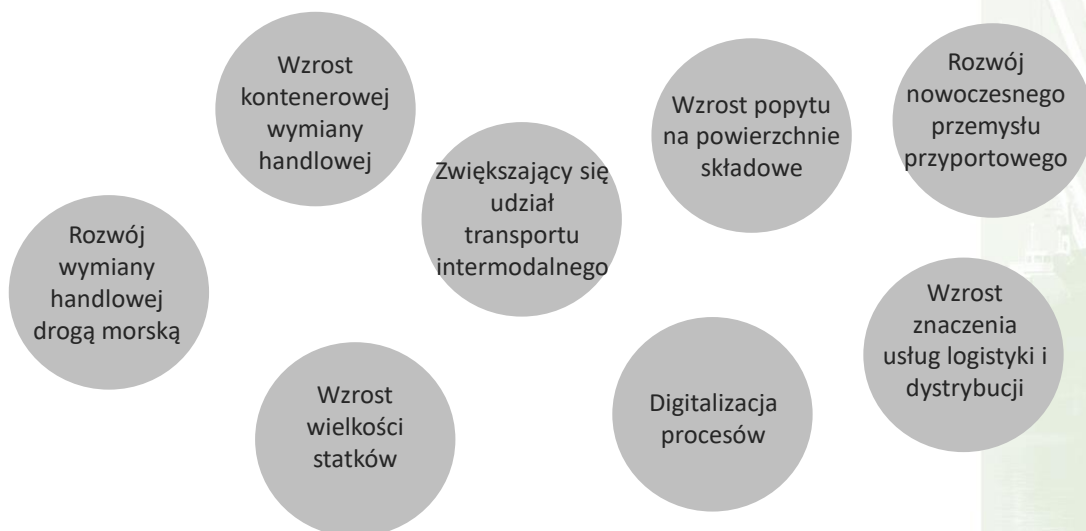 Wzrost
kontenerowej
wymiany
handlowej
Rozwój
nowoczesnego
przemysłu
przyportowego
Wzrost popytu
na powierzchnie
składowe
Zwiększający się
udział
transportu
intermodalnego
Rozwój
wymiany
handlowej
drogą morską
Wzrost
znaczenia
usług logistyki i
dystrybucji
Wzrost
wielkości
statków
Digitalizacja
procesów